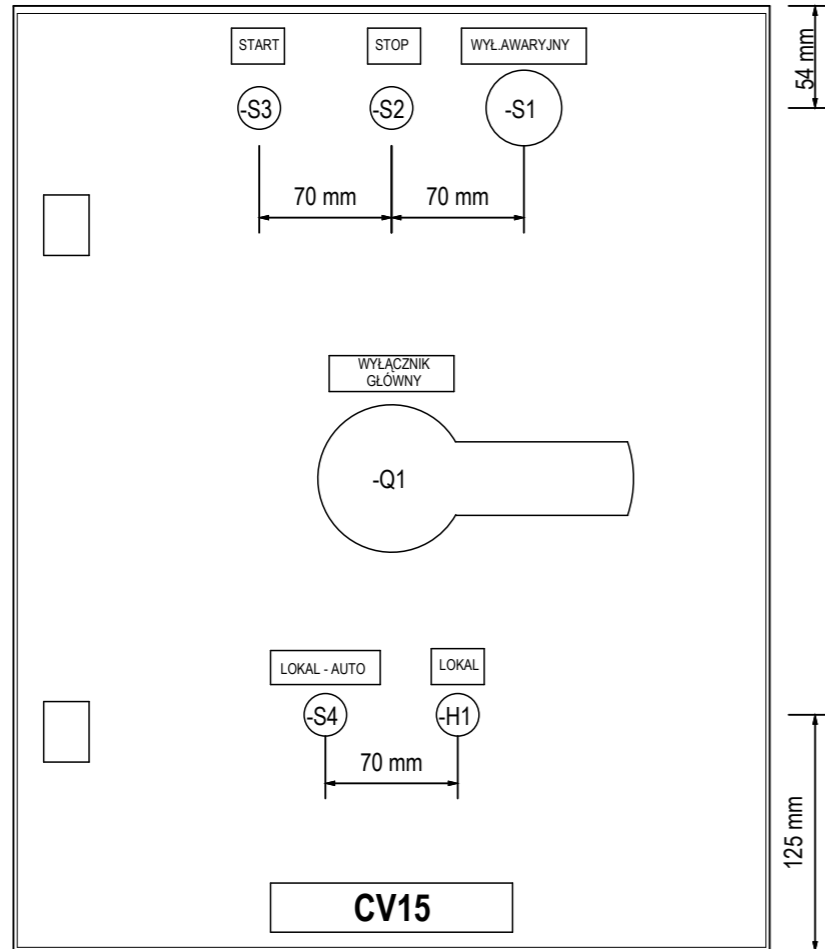 START
STOP
WYŁ.AWARYJNY
54 mm
-S3
-S2
-S1
70 mm
70 mm
WYŁĄCZNIK
GŁÓWNY
-Q1
LOKAL - AUTO
LOKAL
-S4
-H1
70 mm
125 mm
CV15